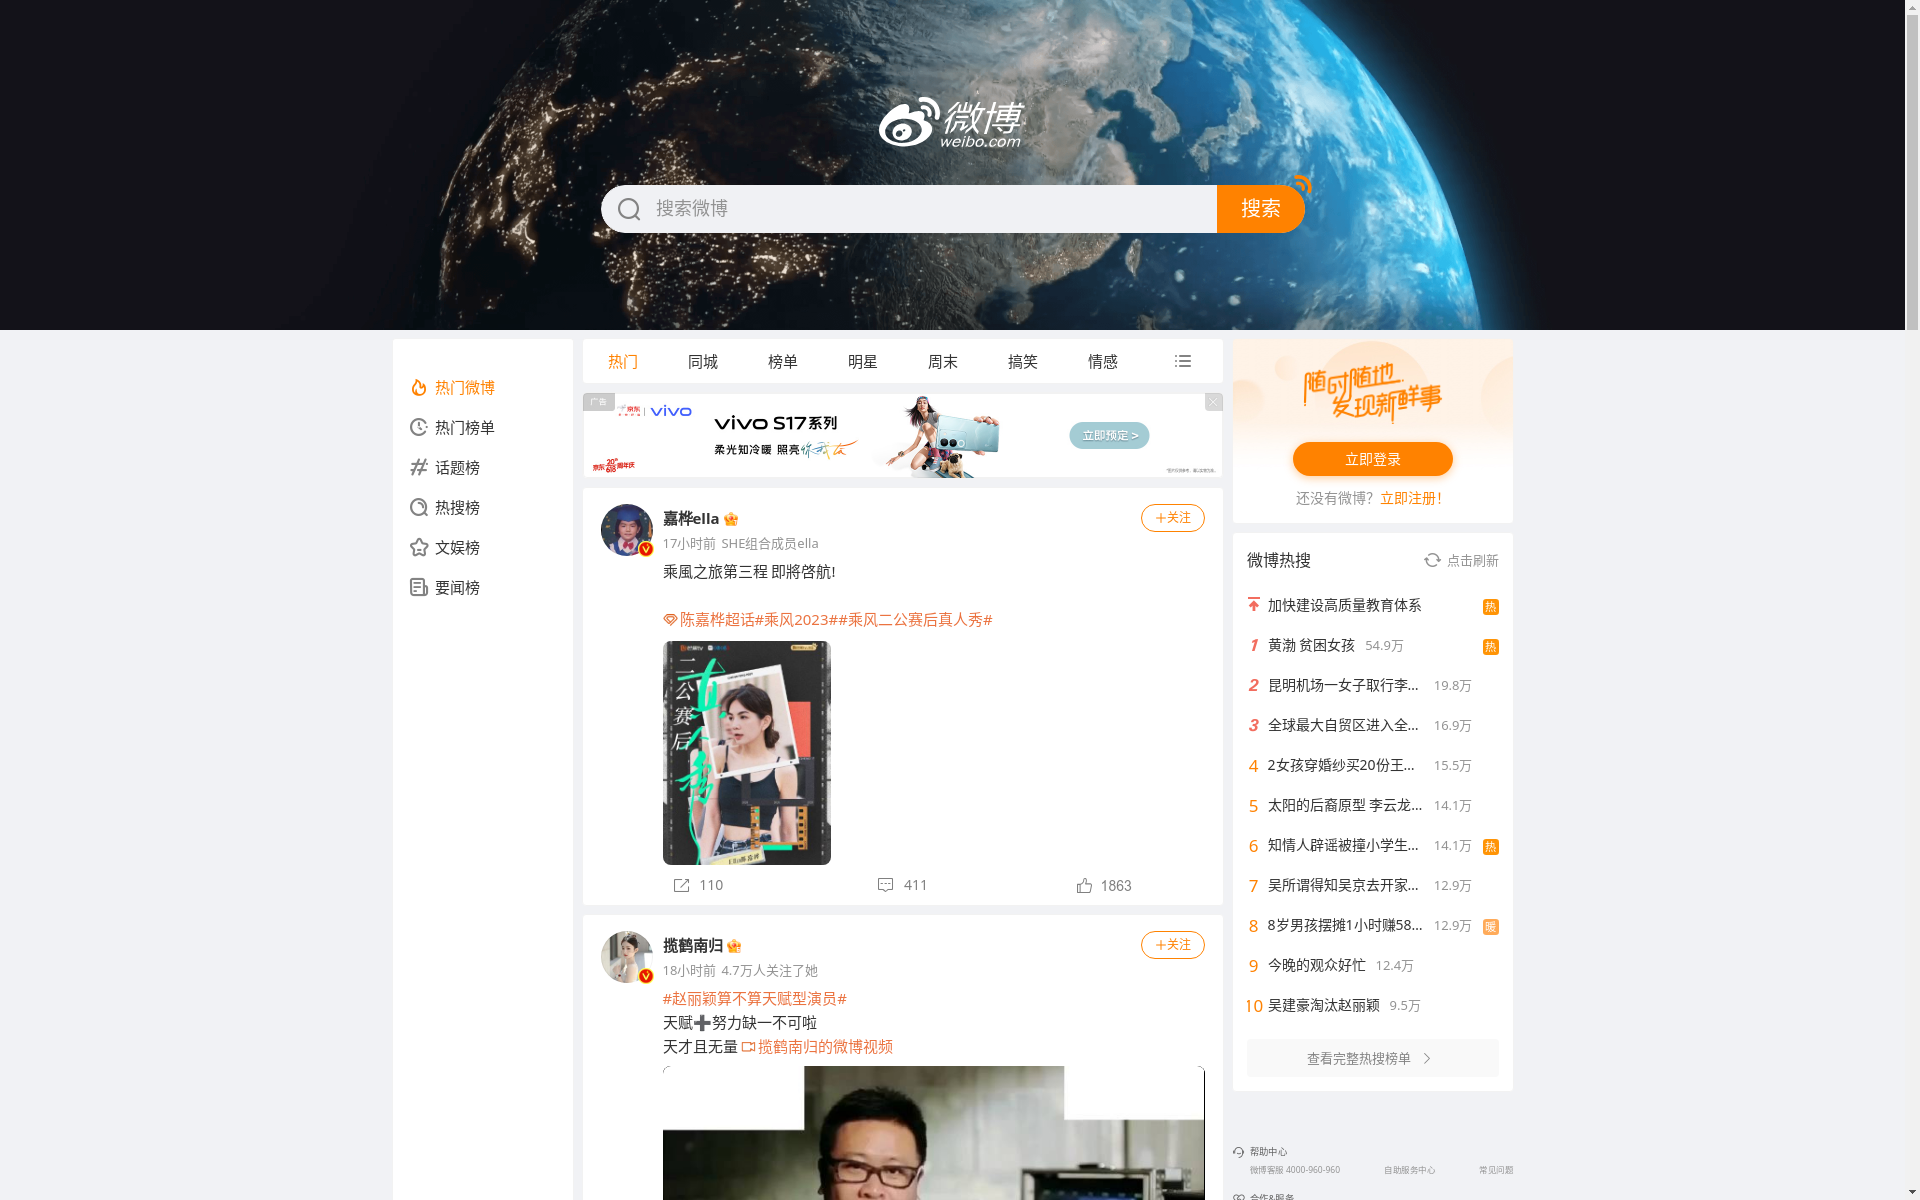 微博
weibo.com
搜索微博
搜索
热门微博
热门榜单
话题榜
热搜榜
文娱榜
要闻榜
热门 同城 榜单 明星 周末 搞笑 情感
广告
京东 vivo
vivo S17系列
柔光知冷暖 照亮你我它
立即预定 >
嘉桦ella
+关注
17小时前 SHE组合成员ella
乘風之旅第三程 即將啓航!
陈嘉桦超话#乘风2023##乘风二公赛后真人秀#
二公赛后
真人秀
110 411 1863
揽鹤南归
+关注
18小时前 4.7万人关注了她
#赵丽颖算不算天赋型演员#
天赋➕努力缺一不可啦
天才且无量 揽鹤南归的微博视频
随时随地
发现新鲜事
立即登录
还没有微博？立即注册！
微博热搜 点击刷新
加快建设高质量教育体系 热
1 黄渤 贫困女孩 54.9万 热
2 昆明机场一女子取行李... 19.8万
3 全球最大自贸区进入全... 16.9万
4 2女孩穿婚纱买20份王... 15.5万
5 太阳的后裔原型 李云龙... 14.1万
6 知情人辟谣被撞小学生... 14.1万 热
7 吴所谓得知吴京去开家... 12.9万
8 8岁男孩摆摊1小时赚58... 12.9万 暖
9 今晚的观众好忙 12.4万
10 吴建豪淘汰赵丽颖 9.5万
查看完整热搜榜单
帮助中心
微博客服 4000-960-960 自助服务中心 常见问题
合作&服务